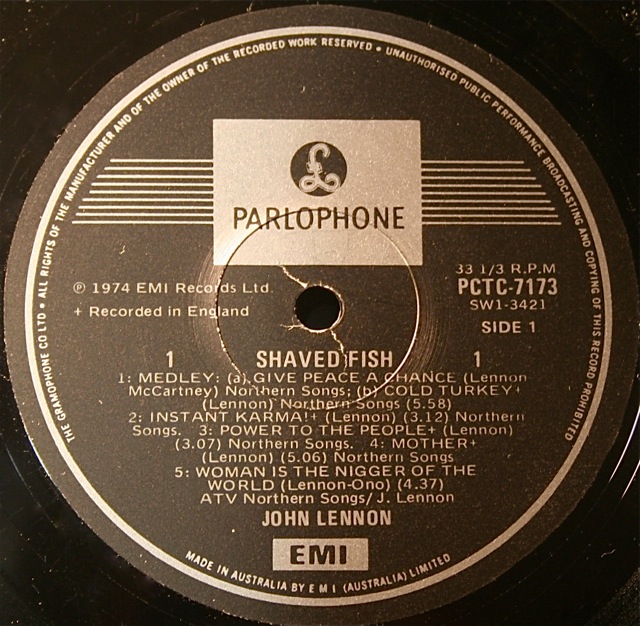 THE GRAMOPHONE CO LTD • ALL RIGHTS OF THE MANUFACTURER AND OF THE OWNER OF THE RECORDED WORK RESERVED • UNAUTHORISED PUBLIC PERFORMANCE BROADCASTING AND COPYING OF THIS RECORD PROHIBITED
£
PARLOPHONE
℗ 1974 EMI Records Ltd.
+ Recorded in England
33 1/3 R.P.M
PCTC-7173
SW1-3421
SIDE 1
1 SHAVED FISH 1
1: MEDLEY: (a) GIVE PEACE A CHANCE (Lennon
McCartney) Northern Songs; (b) COLD TURKEY+
(Lennon) Northern Songs (5.58)
2: INSTANT KARMA!+ (Lennon) (3.12) Northern
Songs. 3: POWER TO THE PEOPLE+ (Lennon)
(3.07) Northern Songs. 4: MOTHER+
(Lennon) (5.06) Northern Songs
5: WOMAN IS THE NIGGER OF THE
WORLD (Lennon-Ono) (4.37)
ATV Northern Songs/ J. Lennon
JOHN LENNON
EMI
MADE IN AUSTRALIA BY E M I (AUSTRALIA) LIMITED